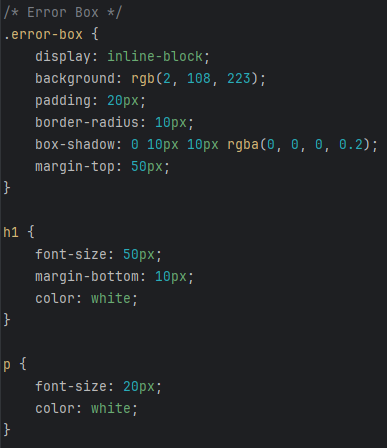 /* Error Box */
.error-box {
    display: inline-block;
    background: rgb(2, 108, 223);
    padding: 20px;
    border-radius: 10px;
    box-shadow: 0 10px 10px rgba(0, 0, 0, 0.2);
    margin-top: 50px;
}

h1 {
    font-size: 50px;
    margin-bottom: 10px;
    color: white;
}

p {
    font-size: 20px;
    color: white;
}